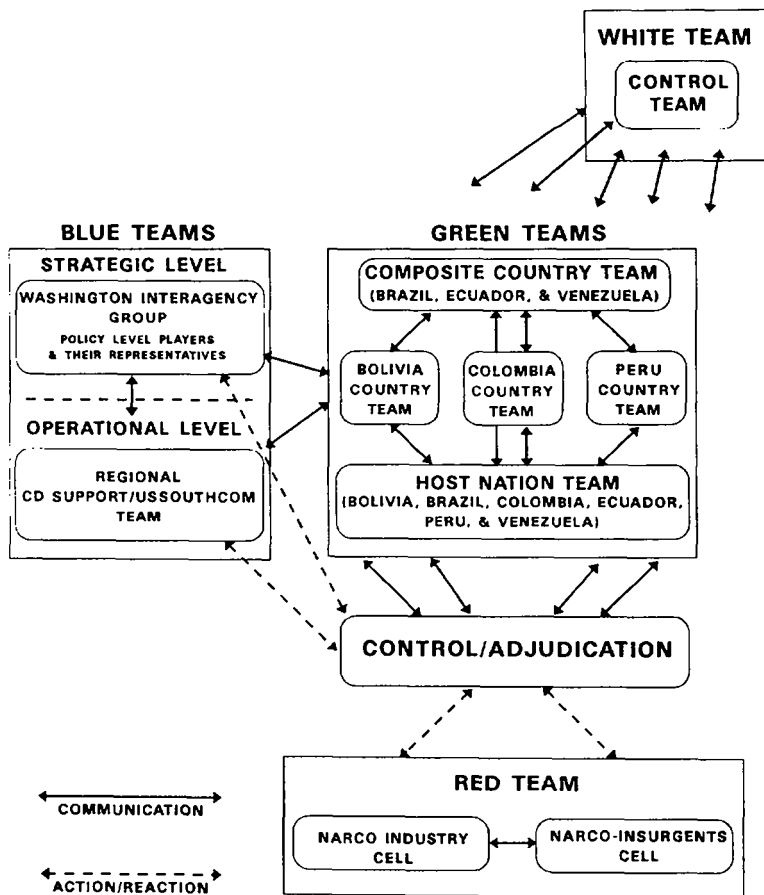 WHITE TEAM
CONTROL
TEAM
BLUE TEAMS
STRATEGIC LEVEL
WASHINGTON INTERAGENCY
GROUP
POLICY LEVEL PLAYERS
& THEIR REPRESENTATIVES
OPERATIONAL LEVEL
REGIONAL
CD SUPPORT/USSOUTHCOM
TEAM
GREEN TEAMS
COMPOSITE COUNTRY TEAM
(BRAZIL, ECUADOR, & VENEZUELA)
BOLIVIA
COUNTRY
TEAM
COLOMBIA
COUNTRY
TEAM
PERU
COUNTRY
TEAM
HOST NATION TEAM
(BOLIVIA, BRAZIL, COLOMBIA, ECUADOR,
PERU, & VENEZUELA)
CONTROL/ADJUDICATION
RED TEAM
NARCO INDUSTRY
CELL
NARCO-INSURGENTS
CELL
COMMUNICATION
ACTION/REACTION